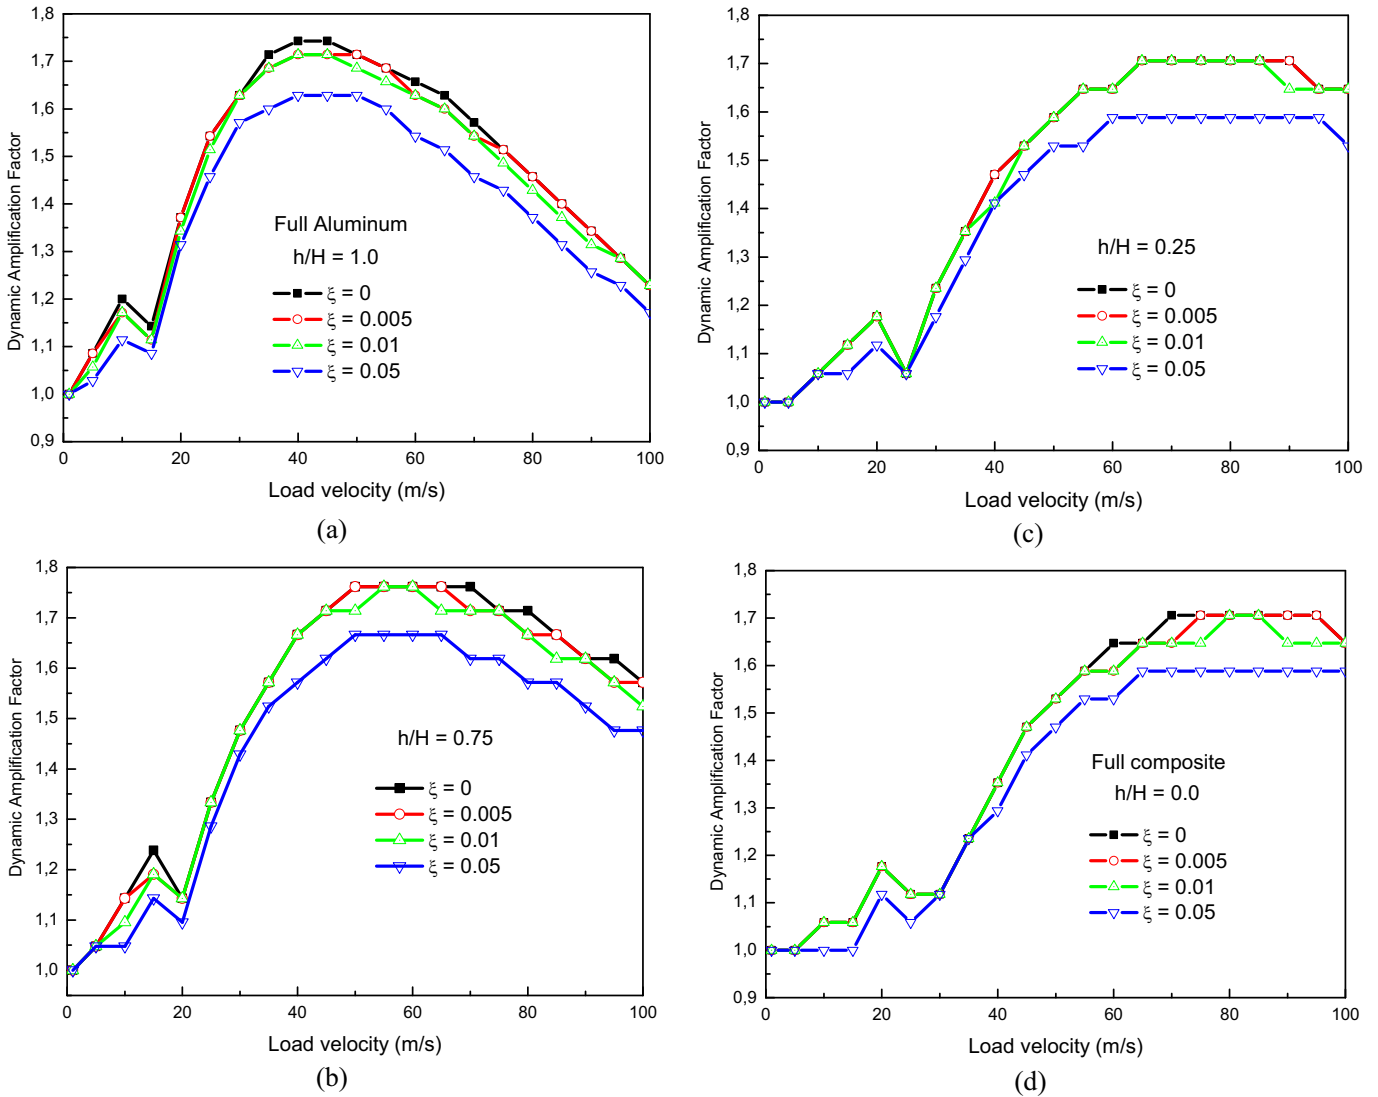 1,8
1,7
1,6
1,5
1,4
1,3
1,2
1,1
1,0
0,9
Dynamic Amplification Factor
Full Aluminum
h/H = 1.0
ξ = 0
ξ = 0.005
ξ = 0.01
ξ = 0.05
0 20 40 60 80 100
Load velocity (m/s)
(a)
1,8
1,7
1,6
1,5
1,4
1,3
1,2
1,1
1,0
0,9
Dynamic Amplification Factor
h/H = 0.25
ξ = 0
ξ = 0.005
ξ = 0.01
ξ = 0.05
0 20 40 60 80 100
Load velocity (m/s)
(c)
1,8
1,7
1,6
1,5
1,4
1,3
1,2
1,1
1,0
Dynamic Amplification Factor
h/H = 0.75
ξ = 0
ξ = 0.005
ξ = 0.01
ξ = 0.05
0 20 40 60 80 100
Load velocity (m/s)
(b)
1,8
1,7
1,6
1,5
1,4
1,3
1,2
1,1
1,0
0,9
Dynamic Amplification Factor
Full composite
h/H = 0.0
ξ = 0
ξ = 0.005
ξ = 0.01
ξ = 0.05
0 20 40 60 80 100
Load velocity (m/s)
(d)